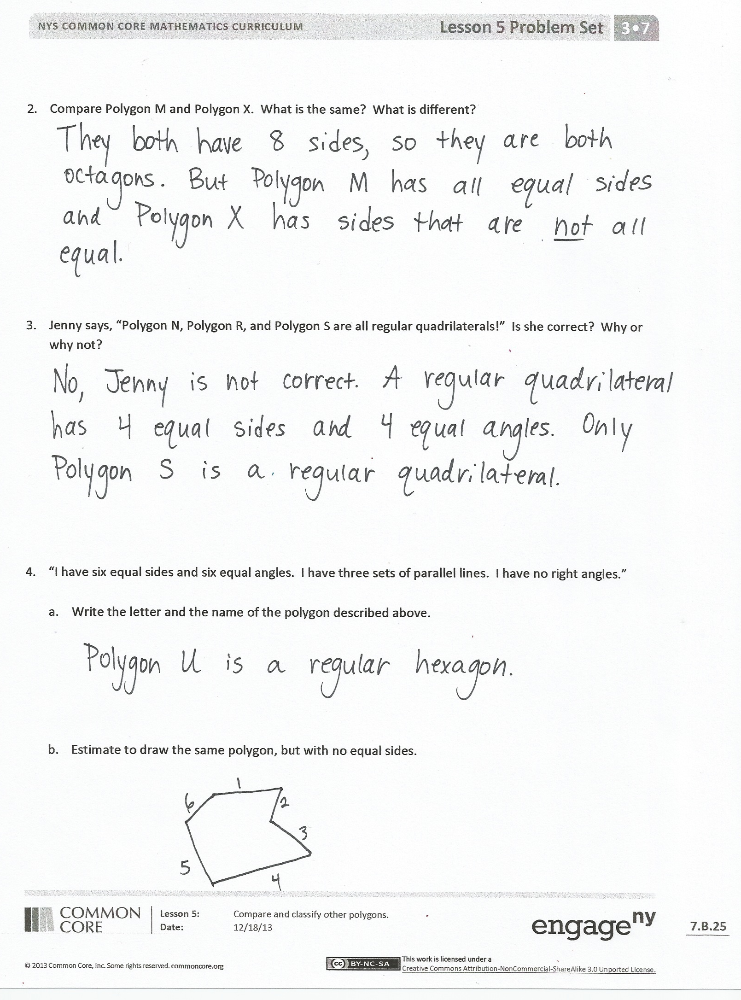 NYS COMMON CORE MATHEMATICS CURRICULUM Lesson 5 Problem Set 3•7
2. Compare Polygon M and Polygon X. What is the same? What is different?
They both have 8 sides, so they are both
octagons. But Polygon M has all equal sides
and Polygon X has sides that are not all
equal.
3. Jenny says, “Polygon N, Polygon R, and Polygon S are all regular quadrilaterals!” Is she correct? Why or
why not?
No, Jenny is not correct. A regular quadrilateral
has 4 equal sides and 4 equal angles. Only
Polygon S is a regular quadrilateral.
4. “I have six equal sides and six equal angles. I have three sets of parallel lines. I have no right angles.”
a. Write the letter and the name of the polygon described above.
Polygon U is a regular hexagon.
b. Estimate to draw the same polygon, but with no equal sides.
1
6
2
3
5
4
COMMON
CORE
Lesson 5: Compare and classify other polygons.
Date: 12/18/13
engageny
7.B.25
© 2013 Common Core, Inc. Some rights reserved. commoncore.org
cc BY-NC-SA
This work is licensed under a
Creative Commons Attribution-NonCommercial-ShareAlike 3.0 Unported License.